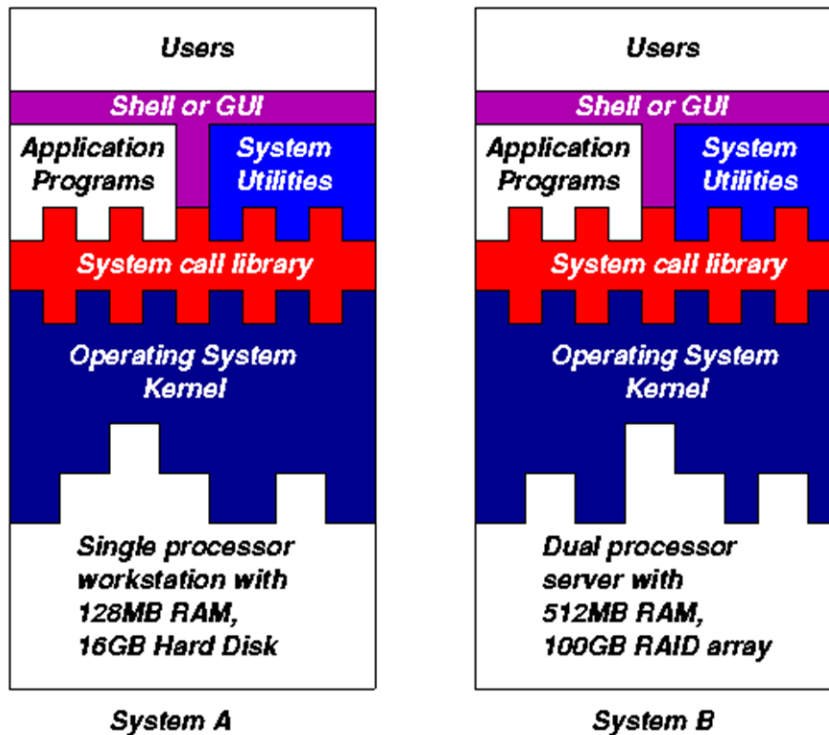 Users
Shell or GUI
Application
Programs
System
Utilities
System call library
Operating System
Kernel
Single processor
workstation with
128MB RAM,
16GB Hard Disk
System A
Users
Shell or GUI
Application
Programs
System
Utilities
System call library
Operating System
Kernel
Dual processor
server with
512MB RAM,
100GB RAID array
System B